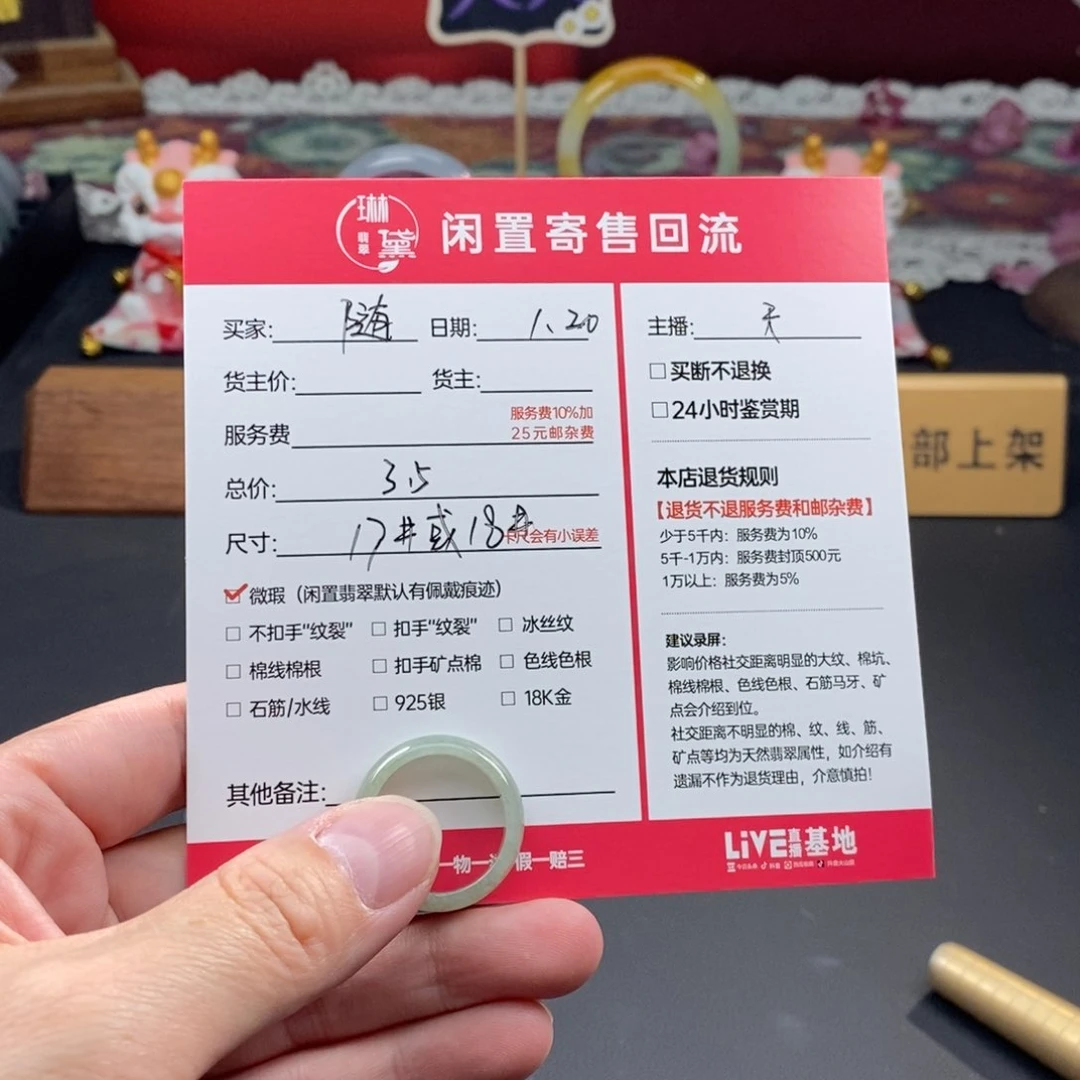 琳黛
翡翠
闲置寄售回流
买家: 随 日期: 1、20
货主价: 货主:
服务费 服务费10%加
25元邮杂费
总价: 35
尺寸: 17#或18# 卡尺会有小误差
微瑕（闲置翡翠默认有佩戴痕迹）
不扣手"纹裂" 扣手"纹裂" 冰丝纹
棉线棉根 扣手矿点棉 色线色根
石筋/水线 925银 18K金
其他备注:
主播: 天
买断不退换
24小时鉴赏期
本店退货规则
【退货不退服务费和邮杂费】
少于5千内：服务费为10%
5千-1万内：服务费封顶500元
1万以上：服务费为5%
建议录屏：
影响价格社交距离明显的大纹、棉坑、
棉线棉根、色线色根、石筋马牙、矿
点会介绍到位。
社交距离不明显的棉、纹、线、筋、
矿点等均为天然翡翠属性，如介绍有
遗漏不作为退货理由，介意慎拍！
一物一 假一赔三
LiVE直播基地
部上架